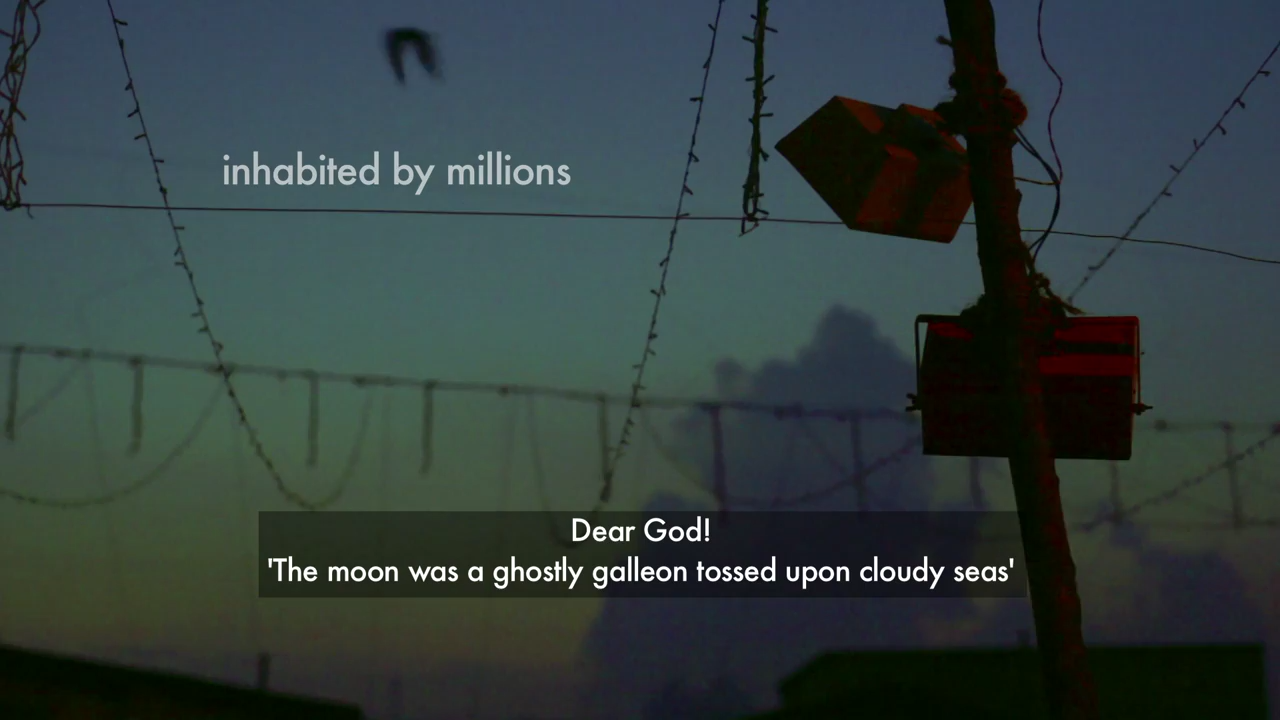 inhabited by millions
Dear God!
'The moon was a ghostly galleon tossed upon cloudy seas'